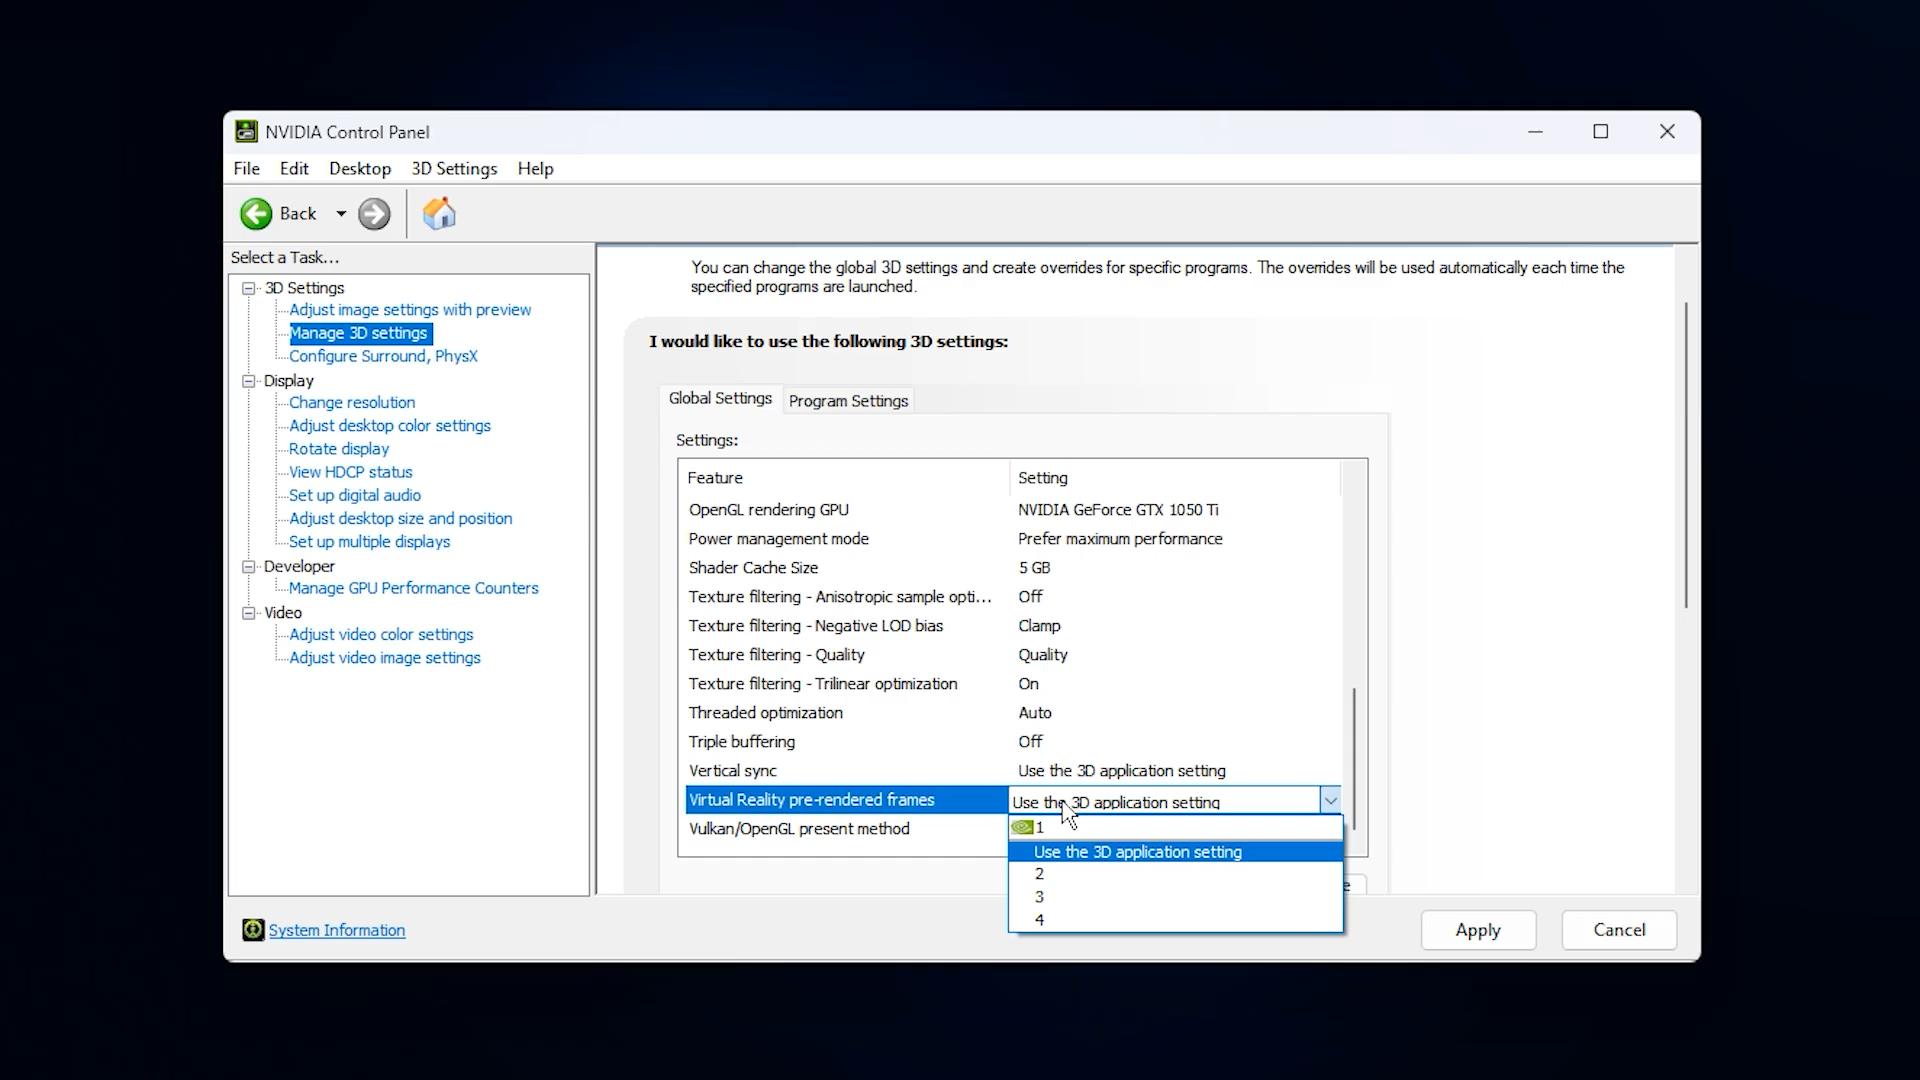 NVIDIA Control Panel
File Edit Desktop 3D Settings Help
Back
Select a Task...
3D Settings
Adjust image settings with preview
Manage 3D settings
Configure Surround, PhysX
Display
Change resolution
Adjust desktop color settings
Rotate display
View HDCP status
Set up digital audio
Adjust desktop size and position
Set up multiple displays
Developer
Manage GPU Performance Counters
Video
Adjust video color settings
Adjust video image settings
System Information
You can change the global 3D settings and create overrides for specific programs. The overrides will be used automatically each time the
specified programs are launched.
I would like to use the following 3D settings:
Global Settings Program Settings
Settings:
Feature Setting
OpenGL rendering GPU NVIDIA GeForce GTX 1050 Ti
Power management mode Prefer maximum performance
Shader Cache Size 5 GB
Texture filtering - Anisotropic sample opti... Off
Texture filtering - Negative LOD bias Clamp
Texture filtering - Quality Quality
Texture filtering - Trilinear optimization On
Threaded optimization Auto
Triple buffering Off
Vertical sync Use the 3D application setting
Virtual Reality pre-rendered frames Use the 3D application setting
Vulkan/OpenGL present method
1
Use the 3D application setting
2
3
4
Apply Cancel